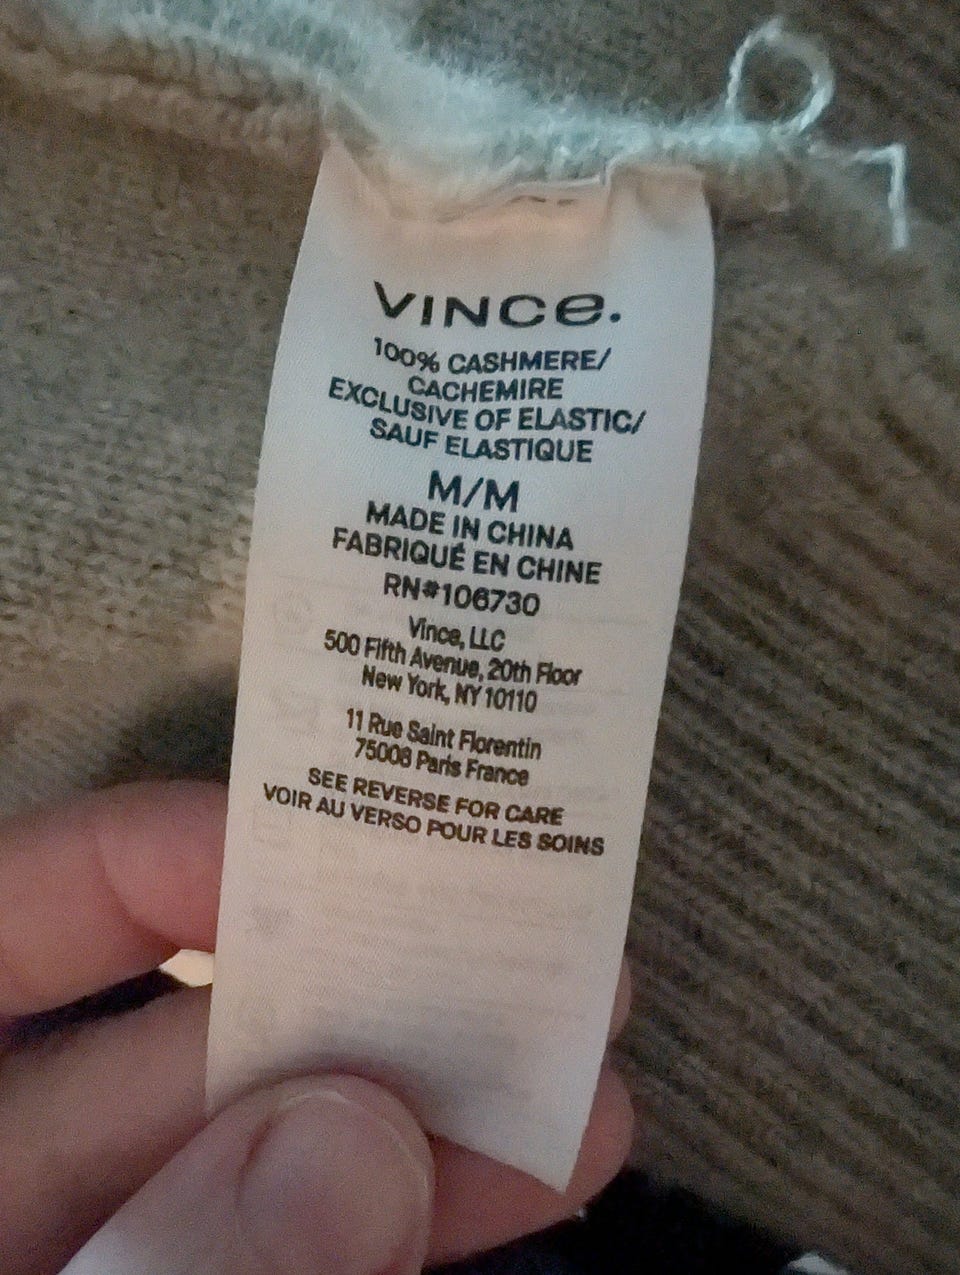 VINCe.
100% CASHMERE/
CACHEMIRE
EXCLUSIVE OF ELASTIC/
SAUF ELASTIQUE
M/M
MADE IN CHINA
FABRIQUÉ EN CHINE
RN#106730
Vince, LLC
500 Fifth Avenue, 20th Floor
New York, NY 10110
11 Rue Saint Florentin
75008 Paris France
SEE REVERSE FOR CARE
VOIR AU VERSO POUR LES SOINS